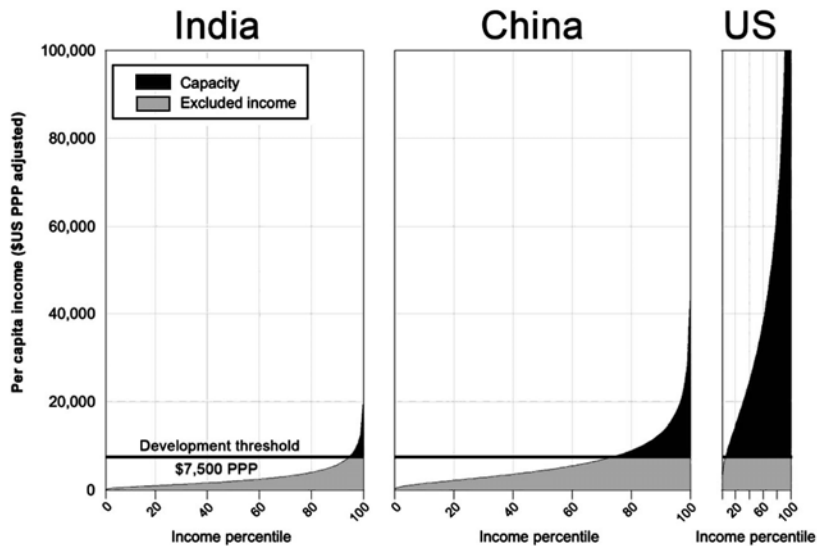 India
China
US
Per capita income ($US PPP adjusted)
100,000
80,000
60,000
40,000
20,000
0
Capacity
Excluded income
Development threshold
$7,500 PPP
0 20 40 60 80 100
Income percentile
0 20 40 60 80 100
Income percentile
20 60 100
Income percentile